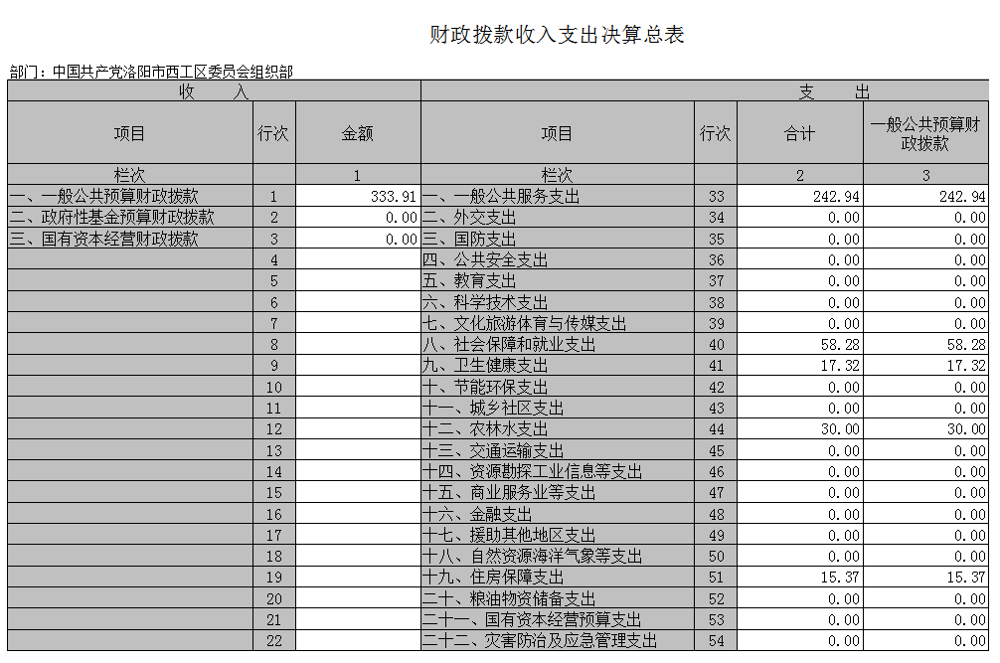 财政拨款收入支出决算总表
部门：中国共产党洛阳市西工区委员会组织部
收 入 支 出
项目 行次 金额 项目 行次 合计 一般公共预算财政拨款
栏次 1 栏次 2 3
一、一般公共预算财政拨款 1 333.91 一、一般公共服务支出 33 242.94 242.94
二、政府性基金预算财政拨款 2 0.00 二、外交支出 34 0.00 0.00
三、国有资本经营财政拨款 3 0.00 三、国防支出 35 0.00 0.00
4 四、公共安全支出 36 0.00 0.00
5 五、教育支出 37 0.00 0.00
6 六、科学技术支出 38 0.00 0.00
7 七、文化旅游体育与传媒支出 39 0.00 0.00
8 八、社会保障和就业支出 40 58.28 58.28
9 九、卫生健康支出 41 17.32 17.32
10 十、节能环保支出 42 0.00 0.00
11 十一、城乡社区支出 43 0.00 0.00
12 十二、农林水支出 44 30.00 30.00
13 十三、交通运输支出 45 0.00 0.00
14 十四、资源勘探工业信息等支出 46 0.00 0.00
15 十五、商业服务业等支出 47 0.00 0.00
16 十六、金融支出 48 0.00 0.00
17 十七、援助其他地区支出 49 0.00 0.00
18 十八、自然资源海洋气象等支出 50 0.00 0.00
19 十九、住房保障支出 51 15.37 15.37
20 二十、粮油物资储备支出 52 0.00 0.00
21 二十一、国有资本经营预算支出 53 0.00 0.00
22 二十二、灾害防治及应急管理支出 54 0.00 0.00